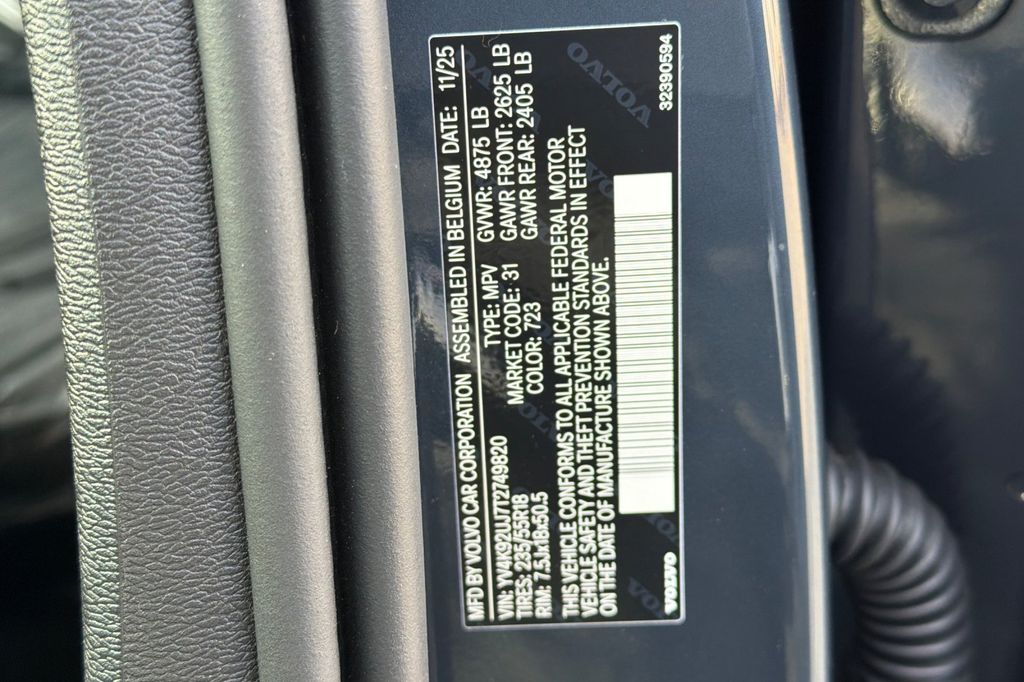 MFD BY VOLVO CAR CORPORATION ASSEMBLED IN BELGIUM DATE: 11/25
VIN: YV4K92UJ7T2749820 TYPE: MPV GVWR: 4875 LB
TIRES: 235/55R18 MARKET CODE: 31 GAWR FRONT: 2625 LB
RIM: 7.5Jx18x50.5 COLOR: 723 GAWR REAR: 2405 LB
THIS VEHICLE CONFORMS TO ALL APPLICABLE FEDERAL MOTOR
VEHICLE SAFETY AND THEFT PREVENTION STANDARDS IN EFFECT
ON THE DATE OF MANUFACTURE SHOWN ABOVE.
VOLVO 32390594